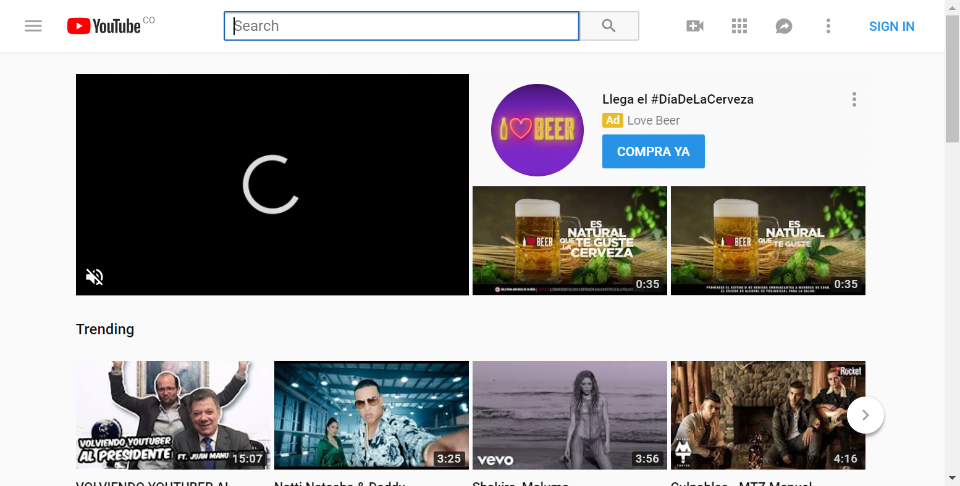 YouTube CO
Search
SIGN IN
Llega el #DíaDeLaCerveza
Ad Love Beer
COMPRA YA
I BEER
ES
NATURAL
QUE TE GUSTE
LA
CERVEZA
I BEER
0:35
ES
NATURAL
QUE TE GUSTE
I BEER
0:35
Trending
VOLVIENDO YOUTUBER
AL PRESIDENTE
FT. JUAN MANU
15:07
3:25
vevo
3:56
Rocket
4:16
VOLVIENDO YOUTUBER AL
Natti Natasha & Daddy
Shakira, Maluma
Culpables - MTZ Manuel